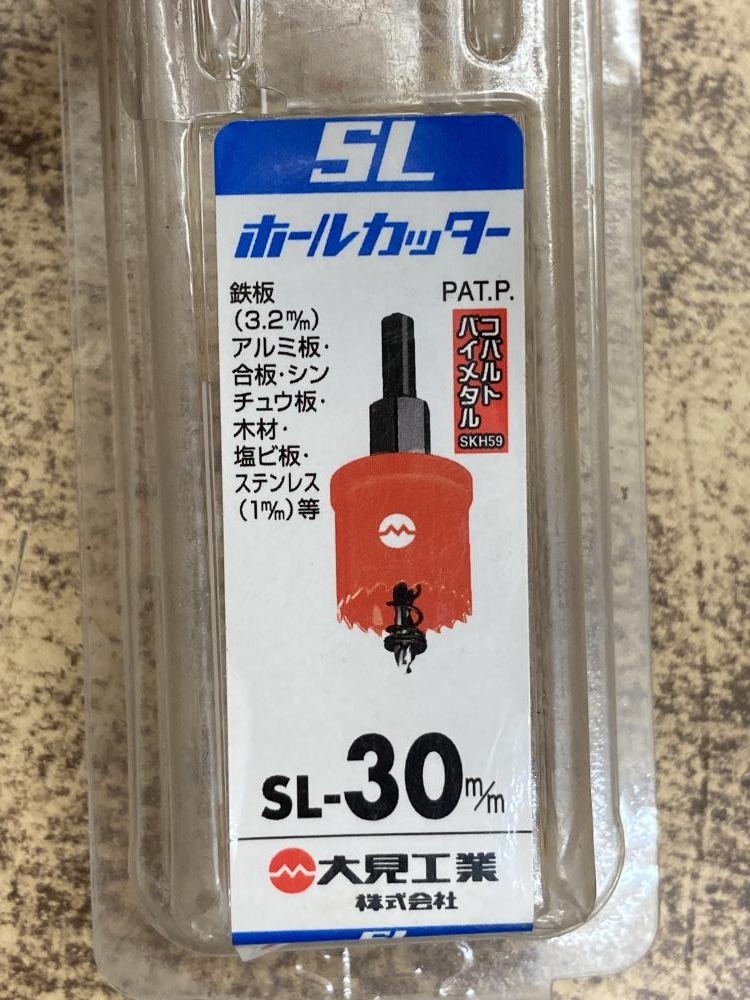 SL
ホールカッター
鉄板
(3.2m/m)
アルミ板・
合板・シン
チュウ板・
木材・
塩ビ板・
ステンレス
(1m/m)等
PAT.P.
コバルト
バイメタル
SKH59
SL-30m/m
大見工業
株式会社
SL